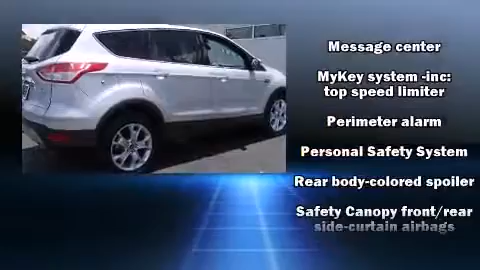 Message center
MyKey system -inc:
top speed limiter
Perimeter alarm
Personal Safety System
Rear body-colored spoiler
Safety Canopy front/rear
side-curtain airbags